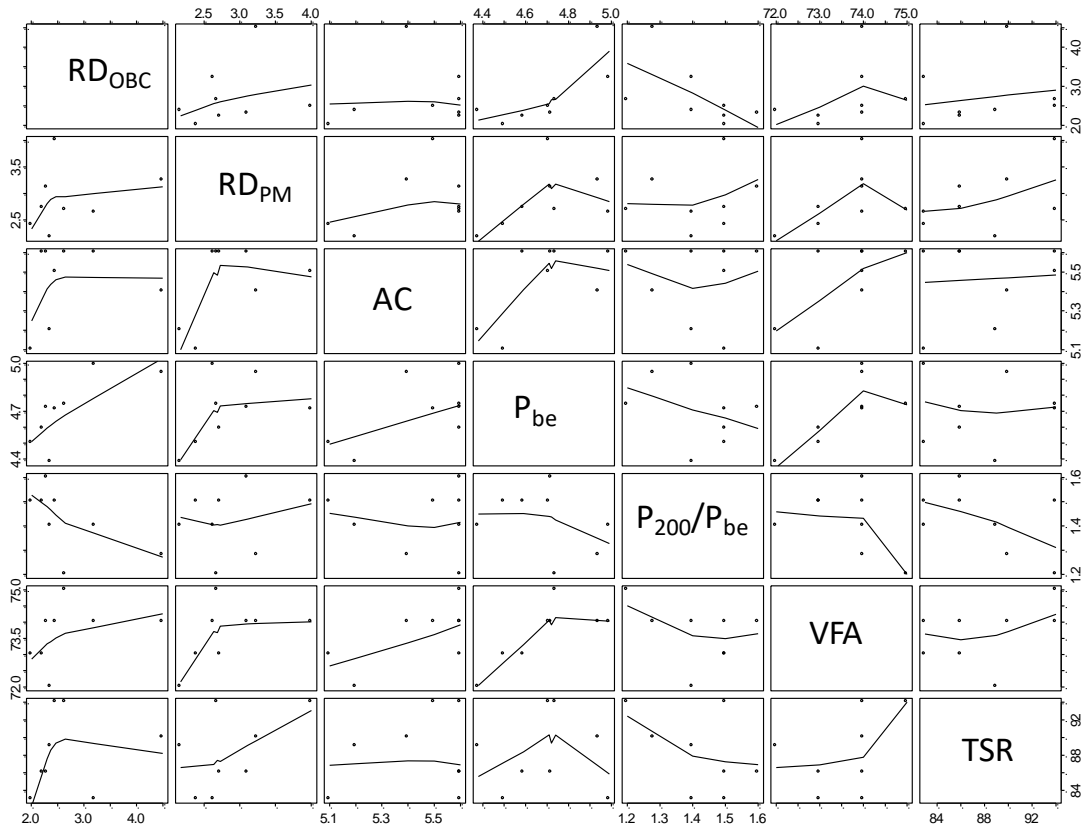 2.5 3.0 3.5 4.0 4.4 4.6 4.8 5.0 72.0 73.0 74.0 75.0
RD_OBC
2.0 2.5 3.0 4.0
2.5 3.5
RD_PM
AC
5.1 5.3 5.5
4.4 4.7 5.0
P_be
P_200/P_be
1.2 1.4 1.6
72.0 73.5 75.0
VFA
TSR
84 88 92
2.0 3.0 4.0 5.1 5.3 5.5 1.2 1.3 1.4 1.5 1.6 84 88 92